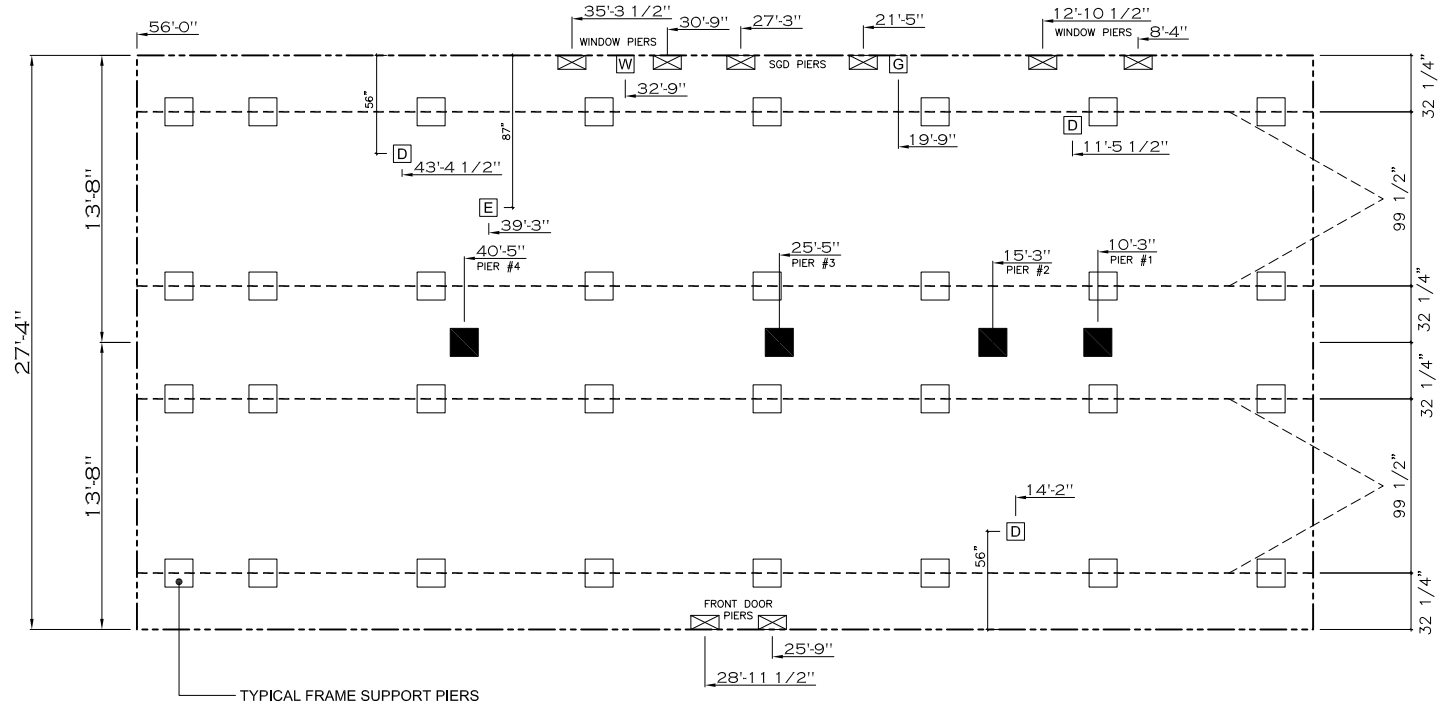 56'-0"
35'-3 1/2"
30'-9"
27'-3"
21'-5"
12'-10 1/2"
8'-4"
WINDOW PIERS
WINDOW PIERS
W
SGD PIERS
G
32'-9"
56"
87"
D
43'-4 1/2"
19'-9"
D
11'-5 1/2"
32 1/4"
13'-8"
E
39'-3"
99 1/2"
40'-5"
PIER #4
25'-5"
PIER #3
15'-3"
PIER #2
10'-3"
PIER #1
32 1/4"
27'-4"
32 1/4"
13'-8"
99 1/2"
14'-2"
D
56"
FRONT DOOR
PIERS
32 1/4"
25'-9"
28'-11 1/2"
TYPICAL FRAME SUPPORT PIERS